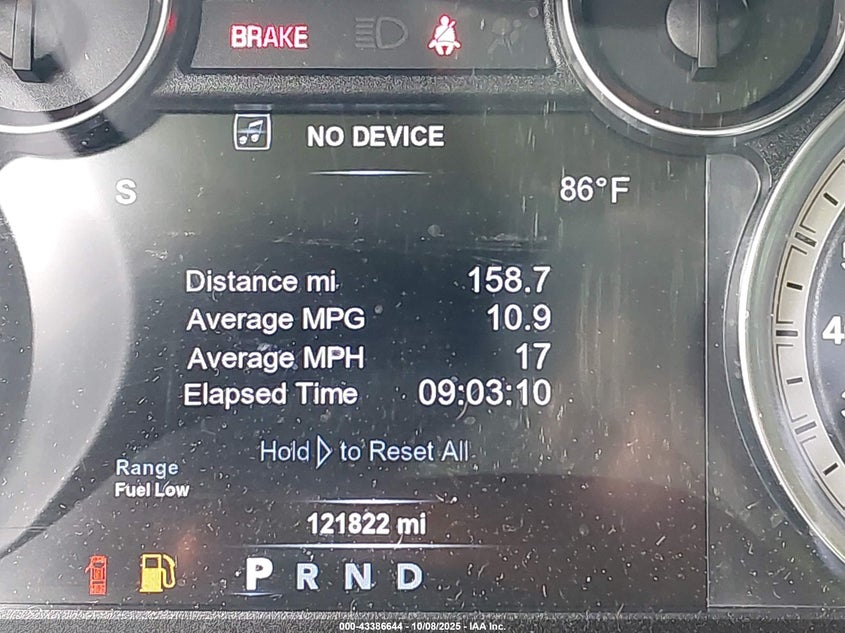 BRAKE
NO DEVICE
S 86°F
Distance mi 158.7
Average MPG 10.9
Average MPH 17
Elapsed Time 09:03:10
Hold ▷ to Reset All
Range
Fuel Low
121822 mi
P R N D
000-43386644 - 10/08/2025 - IAA Inc.